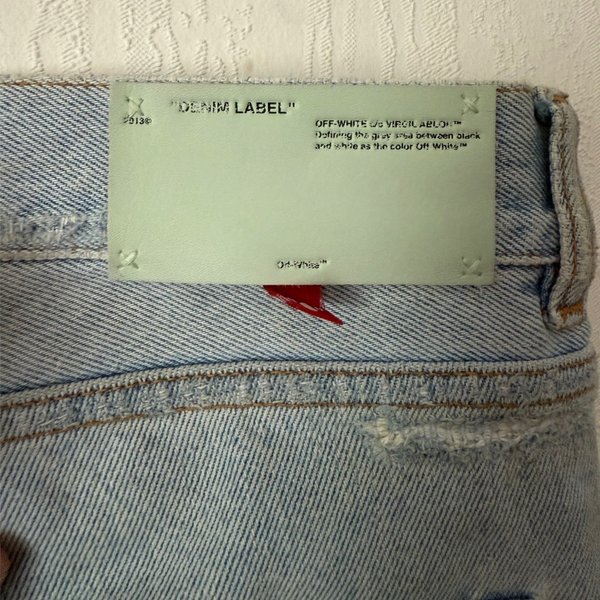 "DENIM LABEL"
©2013®
OFF-WHITE c/o VIRGIL ABLOH™
Defining the grey area between black
and white as the color Off-White™
Off-White™